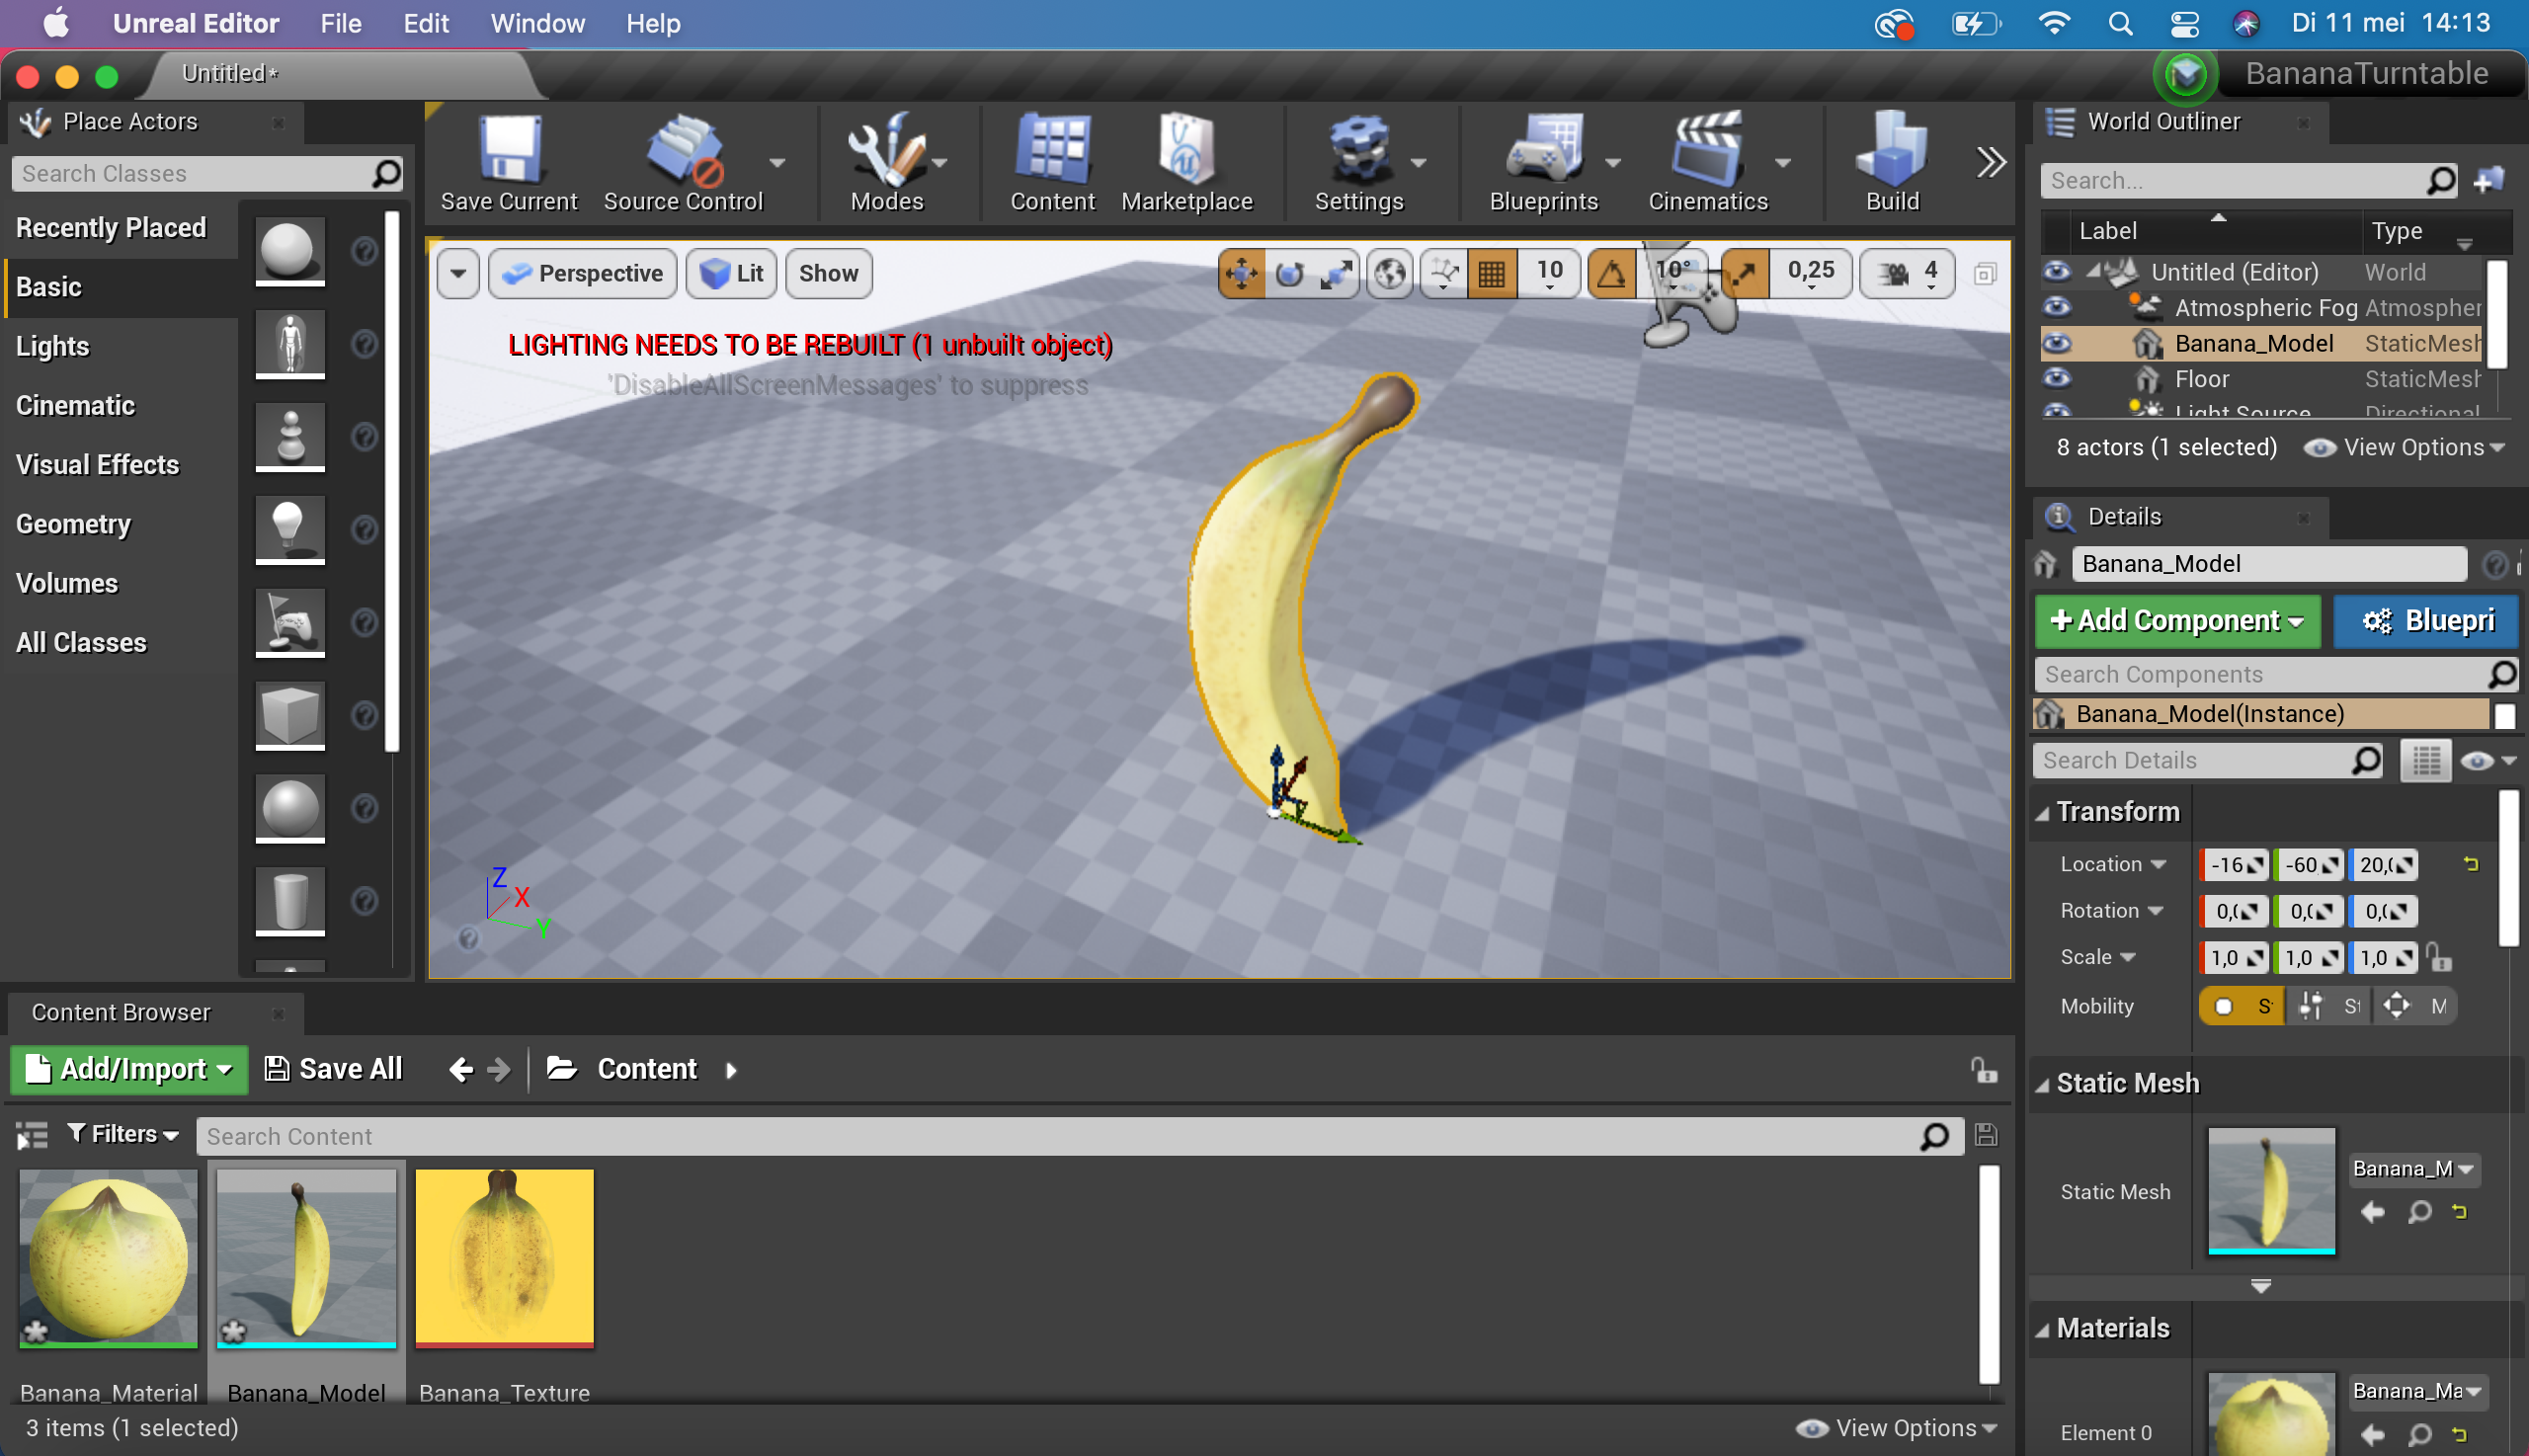 Unreal Editor File Edit Window Help Di 11 mei 14:13
Untitled* BananaTurntable
Place Actors
Search Classes
Recently Placed
Basic
Lights
Cinematic
Visual Effects
Geometry
Volumes
All Classes
Save Current Source Control Modes Content Marketplace Settings Blueprints Cinematics Build
Perspective Lit Show 10 10° 0,25 4
LIGHTING NEEDS TO BE REBUILT (1 unbuilt object)
'DisableAllScreenMessages' to suppress
Z
X
Y
World Outliner
Search...
Label Type
Untitled (Editor) World
Atmospheric Fog Atmospher
Banana_Model StaticMesh
Floor StaticMesh
Light Source Directional
8 actors (1 selected) View Options
Details
Banana_Model
Add Component Bluepri
Search Components
Banana_Model(Instance)
Search Details
Transform
Location -16 -60 20,0
Rotation 0,0 0,0 0,0
Scale 1,0 1,0 1,0
Mobility S St M
Static Mesh
Static Mesh Banana_M
Materials
Element 0 Banana_Ma
Content Browser
Add/Import Save All Content
Filters Search Content
Banana_Material Banana_Model Banana_Texture
3 items (1 selected) View Options